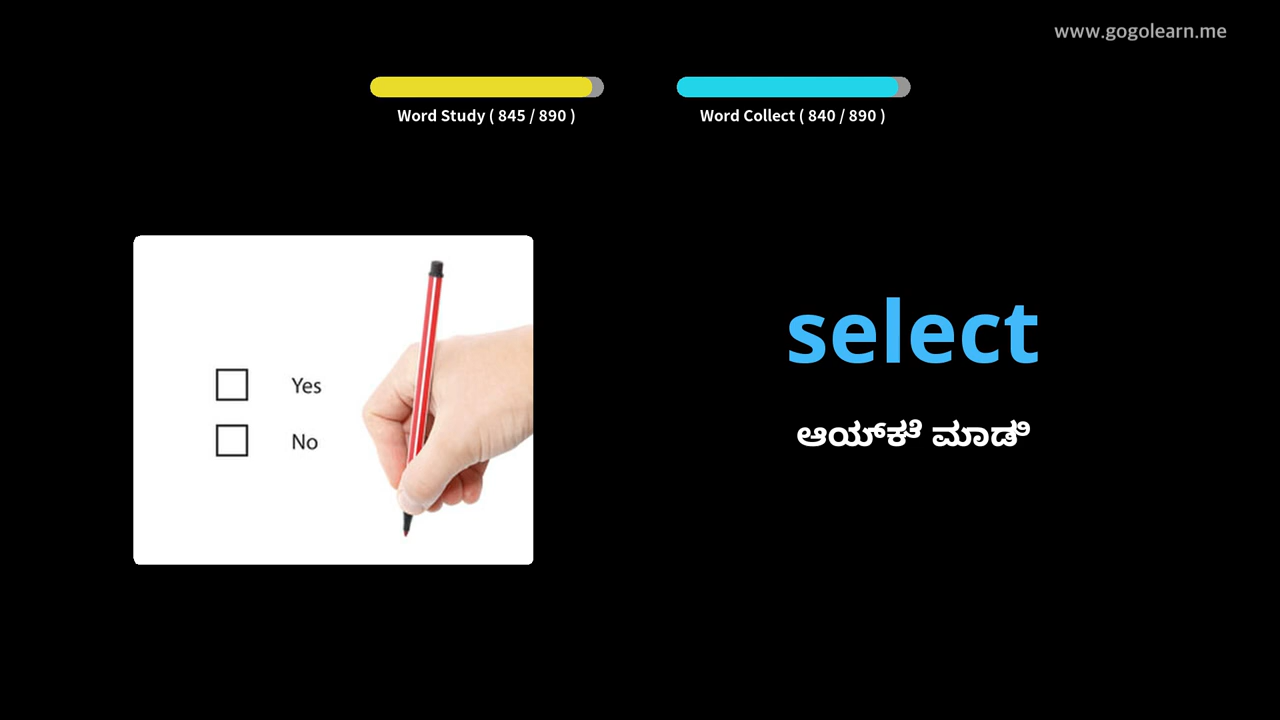 www.gogolearn.me
Word Study ( 845 / 890 )
Word Collect ( 840 / 890 )
Yes
No
select
ಆಯ್ಕೆ ಮಾಡಿ